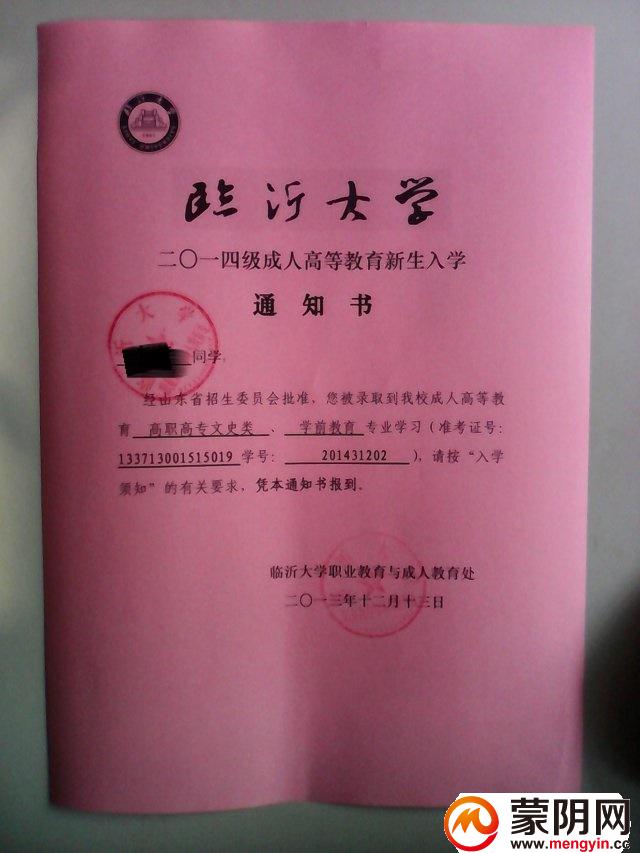 临沂大学
二〇一四级成人高等教育新生入学
通知书
同学:
经山东省招生委员会批准，您被录取到我校成人高等教
育 高职高专文史类 、 学前教育 专业学习（准考证号:
133713001515019 学号: 201431202 ），请按“入学
须知”的有关要求，凭本通知书报到。
临沂大学职业教育与成人教育处
二〇一三年十二月十三日
蒙阴网
www.mengyin.cc